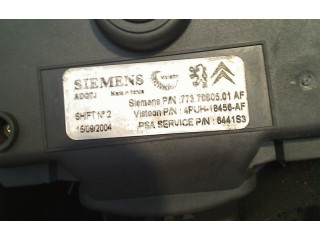 SIEMENS
Made in France
Siemens P/N :773.76805.01 AF
SHIFT N° 2
Visteon P/N : 4PUH-18456-AF
15/09/2004
PSA SERVICE P/N : 6441S3